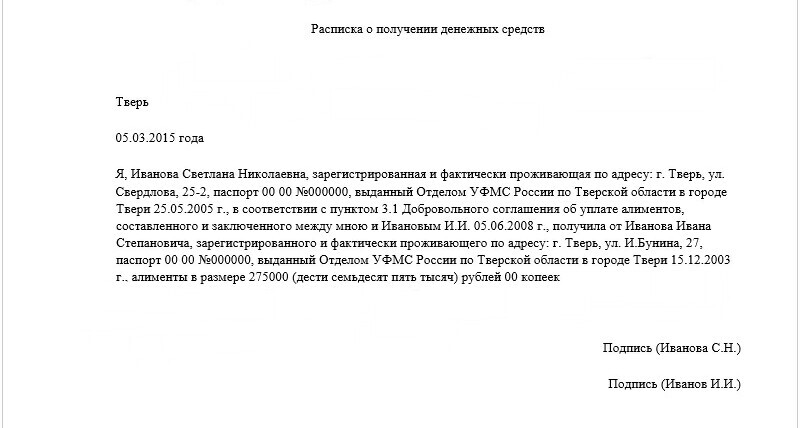 Расписка о получении денежных средств
Тверь
05.03.2015 года
Я, Иванова Светлана Николаевна, зарегистрированная и фактически проживающая по адресу: г. Тверь, ул.
Свердлова, 25-2, паспорт 00 00 №000000, выданный Отделом УФМС России по Тверской области в городе
Твери 25.05.2005 г., в соответствии с пунктом 3.1 Добровольного соглашения об уплате алиментов,
составленного и заключенного между мною и Ивановым И.И. 05.06.2008 г., получила от Иванова Ивана
Степановича, зарегистрированного и фактически проживающего по адресу: г. Тверь, ул. И.Бунина, 27,
паспорт 00 00 №000000, выданный Отделом УФМС России по Тверской области в городе Твери 15.12.2003
г., алименты в размере 275000 (дести семьдесят пять тысяч) рублей 00 копеек
Подпись (Иванова С.Н.)
Подпись (Иванов И.И.)